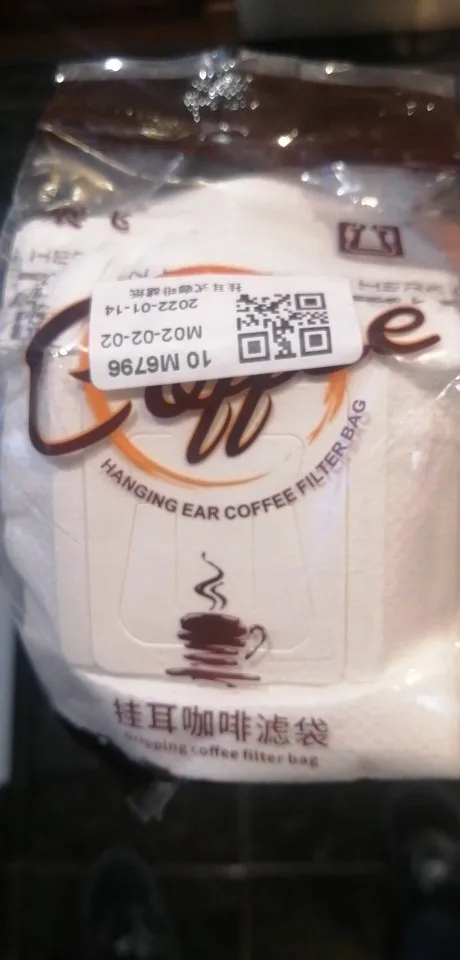 Coffee
挂耳式咖啡滤纸
2022-01-14
M02-02-02
10 M6796
HANGING EAR COFFEE FILTER BAG
挂耳咖啡滤袋
Dripping coffee filter bag